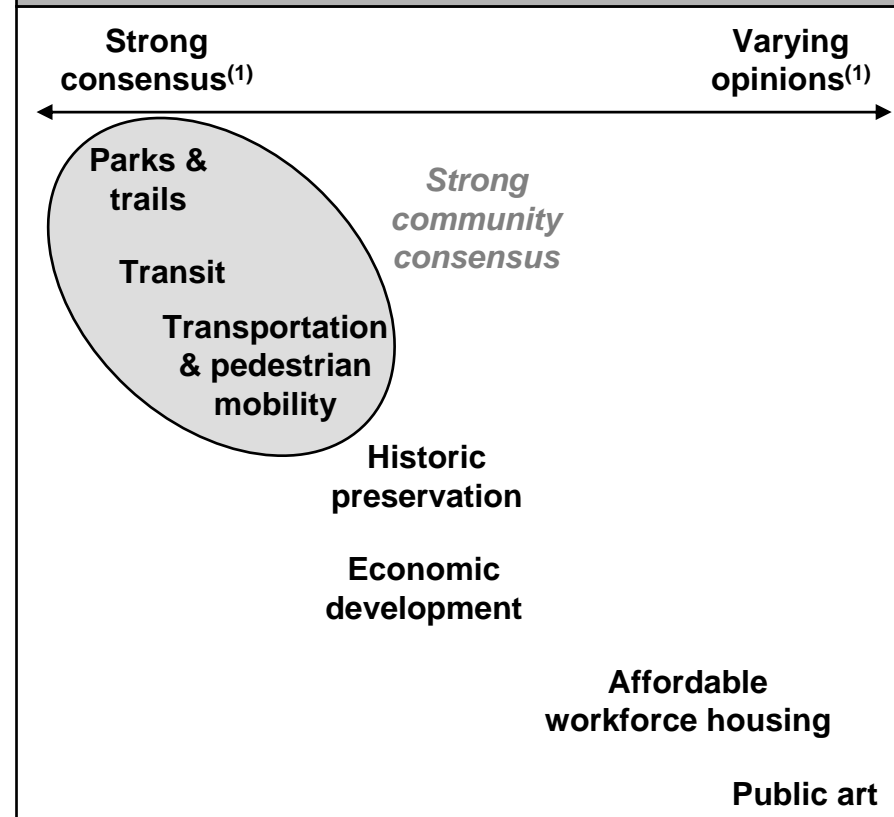 Strong
consensus(1)
Varying
opinions(1)
Parks &
trails
Strong
community
consensus
Transit
Transportation
& pedestrian
mobility
Historic
preservation
Economic
development
Affordable
workforce housing
Public art